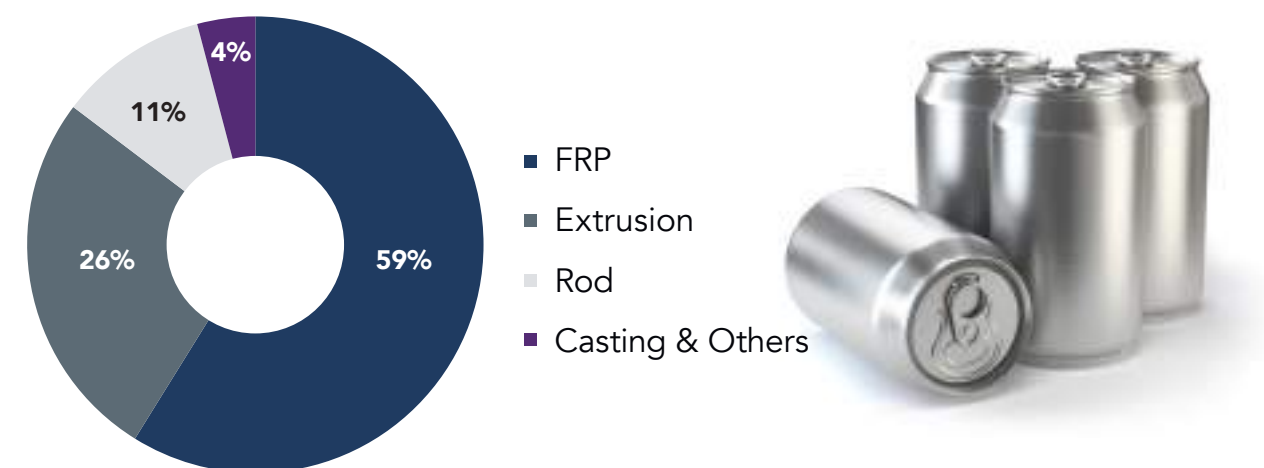 4%
11%
26%
59%
FRP
Extrusion
Rod
Casting & Others